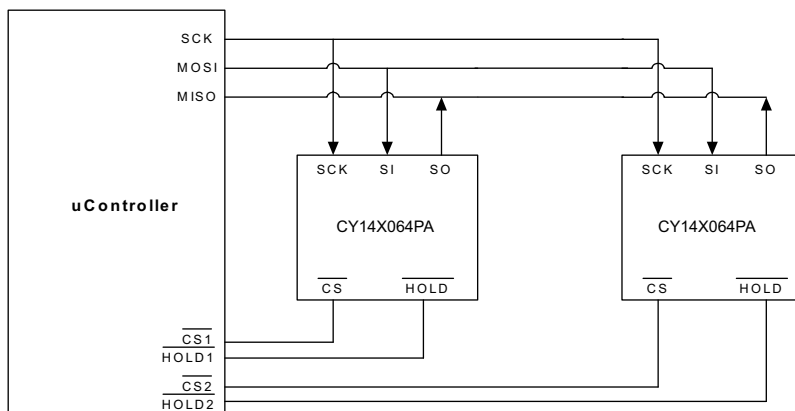 SCK
MOSI
MISO
uController
SCK SI SO
CY14X064PA
CS HOLD
SCK SI SO
CY14X064PA
CS HOLD
CS1
HOLD1
CS2
HOLD2